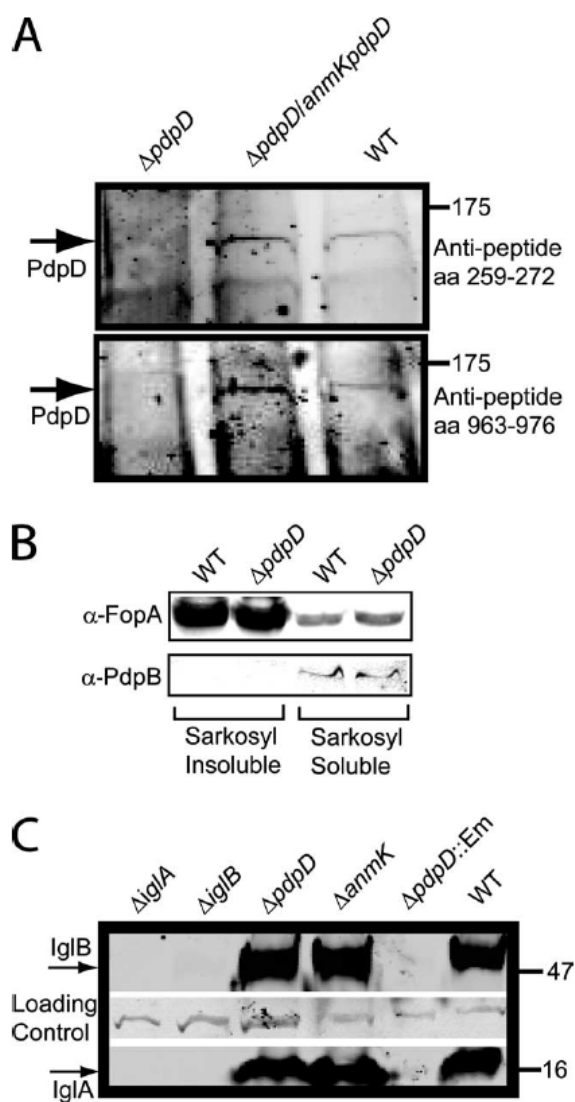 A
ΔpdpD
ΔpdpD/anmKpdpD
WT
175
PdpD
Anti-peptide
aa 259-272
175
PdpD
Anti-peptide
aa 963-976
B
WT
ΔpdpD
WT
ΔpdpD
α-FopA
α-PdpB
Sarkosyl
Insoluble
Sarkosyl
Soluble
C
ΔiglA
ΔiglB
ΔpdpD
ΔanmK
ΔpdpD::Em
WT
IglB
47
Loading
Control
16
IglA